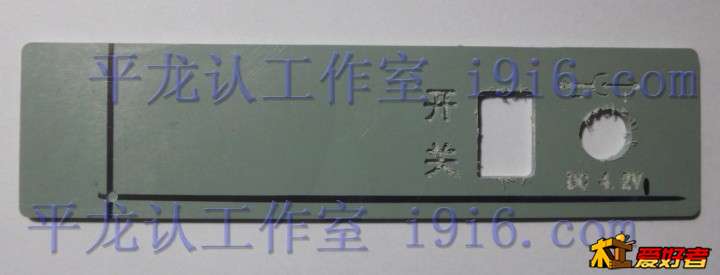 平龙认工作室 i9i6.com
开
关
DC 4.2V
平龙认工作室 i9i6.com
木工爱好者